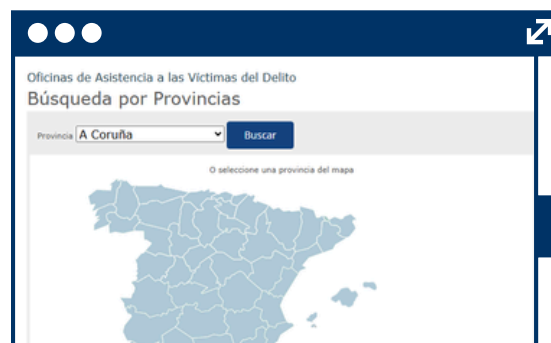 Oficinas de Asistencia a las Víctimas del Delito
Búsqueda por Provincias
Provincia A Coruña Buscar
O seleccione una provincia del mapa